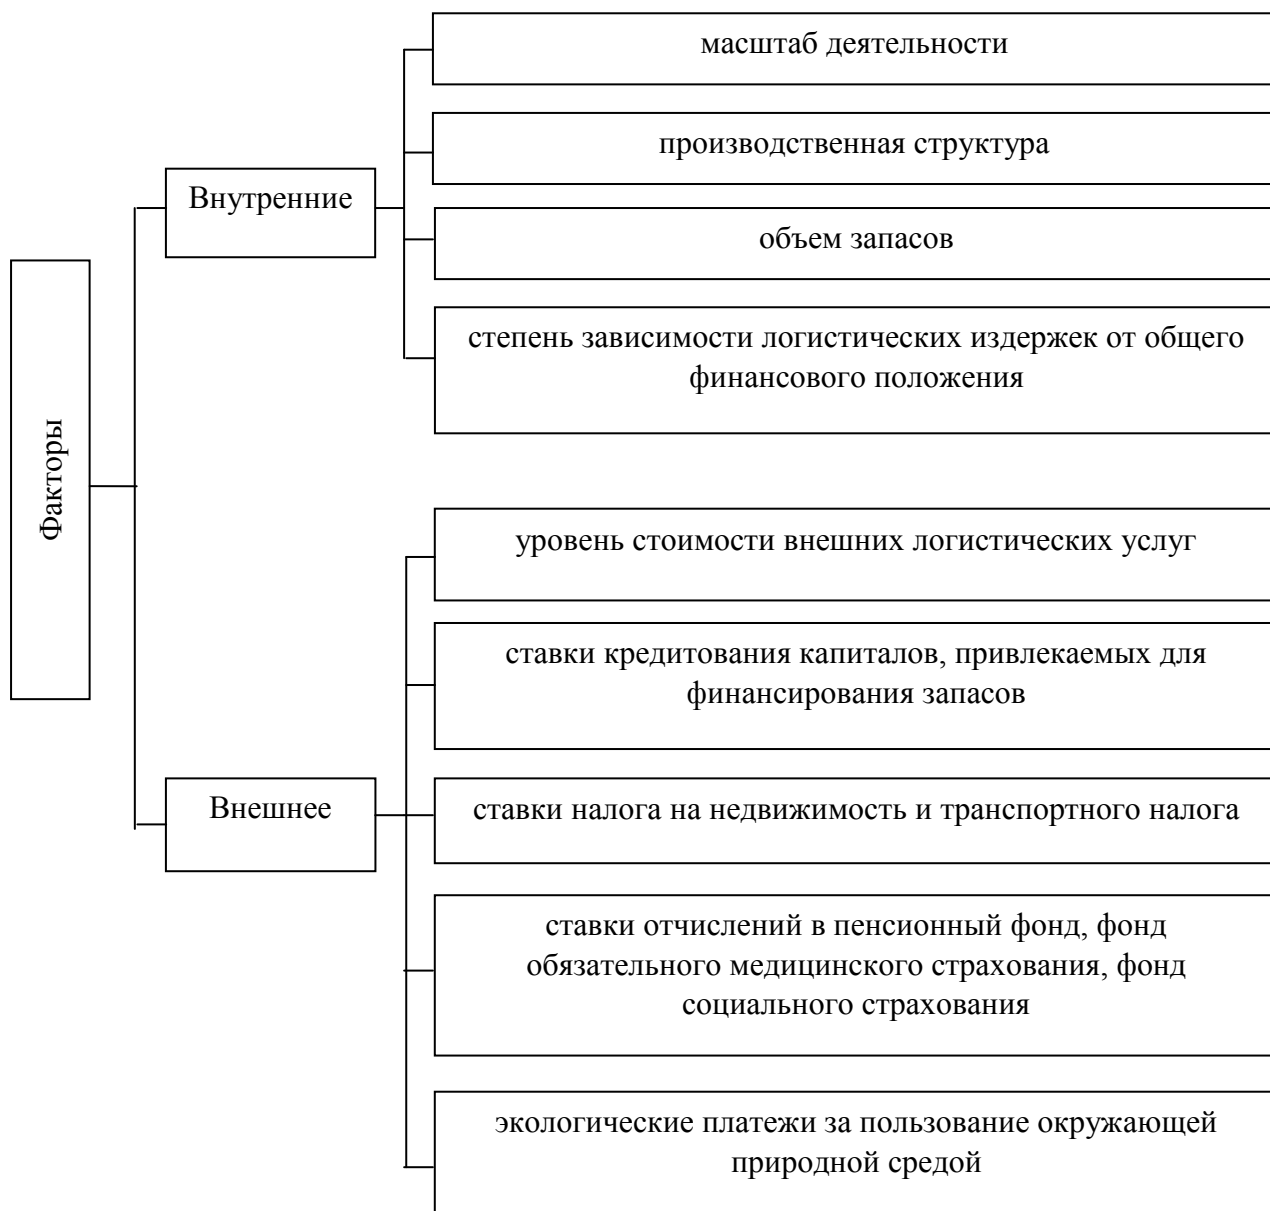 Факторы
Внутренние
масштаб деятельности
производственная структура
объем запасов
степень зависимости логистических издержек от общего
финансового положения
Внешнее
уровень стоимости внешних логистических услуг
ставки кредитования капиталов, привлекаемых для
финансирования запасов
ставки налога на недвижимость и транспортного налога
ставки отчислений в пенсионный фонд, фонд
обязательного медицинского страхования, фонд
социального страхования
экологические платежи за пользование окружающей
природной средой